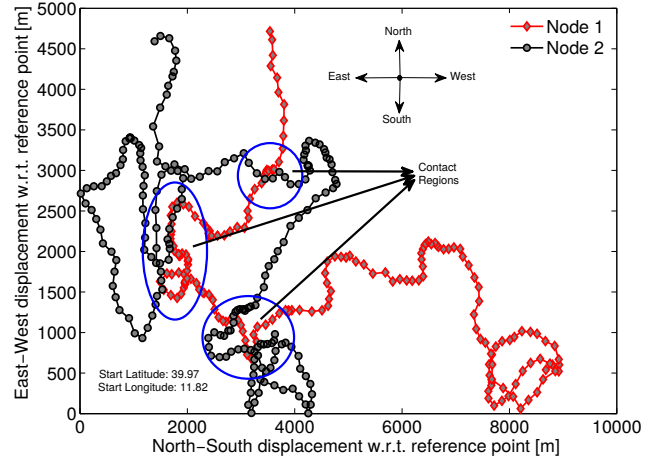 East−West displacement w.r.t. reference point [m]
5000
4500
4000
3500
3000
2500
2000
1500
1000
500
0
North
East
West
South
Node 1
Node 2
Contact
Regions
Start Latitude: 39.97
Start Longitude: 11.82
0
2000
4000
6000
8000
10000
North−South displacement w.r.t. reference point [m]